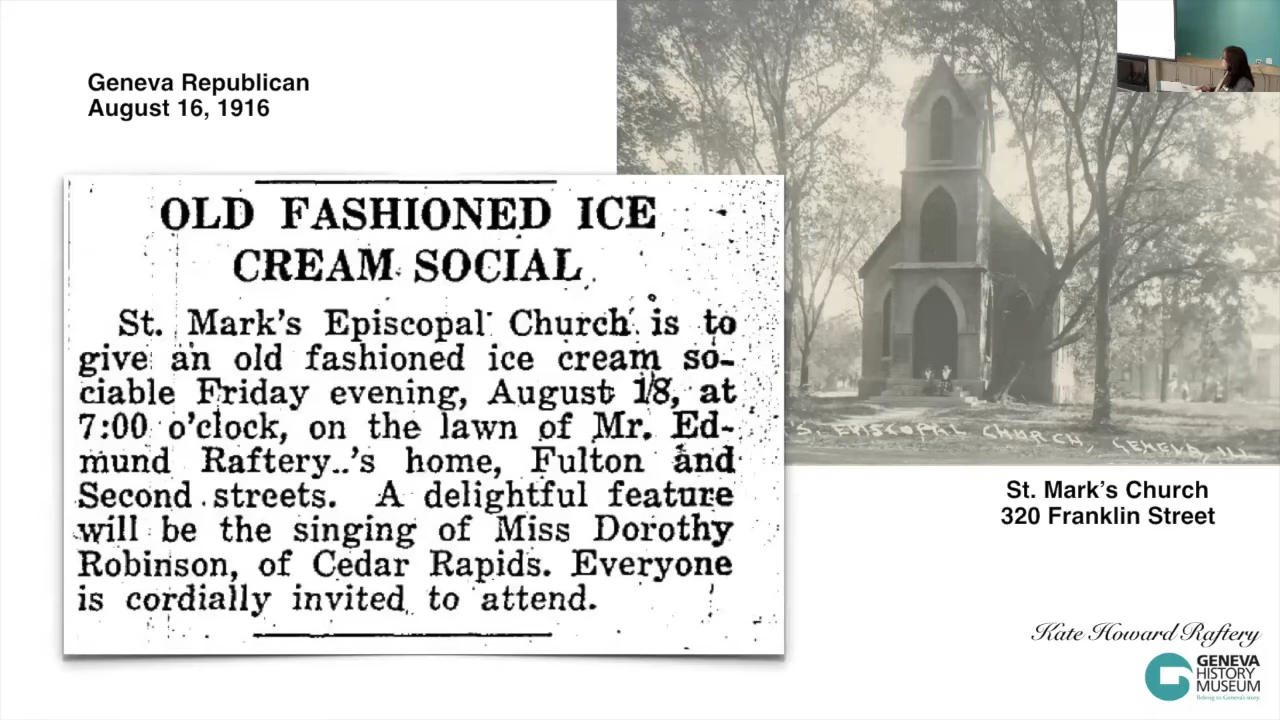 Geneva Republican
August 16, 1916
OLD FASHIONED ICE
CREAM SOCIAL
St. Mark's Episcopal Church is to
give an old fashioned ice cream so-
ciable Friday evening, August 18, at
7:00 o'clock, on the lawn of Mr. Ed-
mund Raftery..'s home, Fulton and
Second streets. A delightful feature
will be the singing of Miss Dorothy
Robinson, of Cedar Rapids. Everyone
is cordially invited to attend.
'S. EPISCOPAL CHURCH, GENEVA, ILL
St. Mark's Church
320 Franklin Street
Kate Howard Raftery
GENEVA
HISTORY
MUSEUM
Belong to Geneva's story.